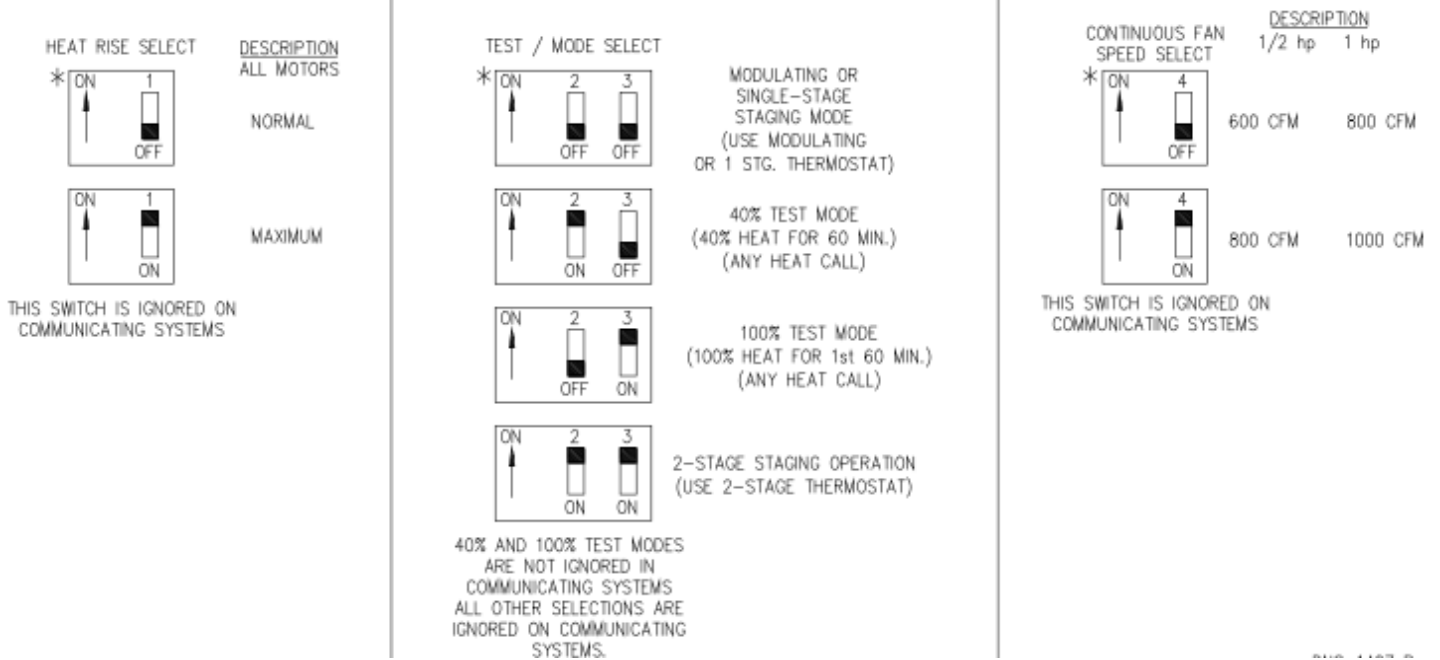 HEAT RISE SELECT
DESCRIPTION
ALL MOTORS
* ON 1
OFF
NORMAL
ON 1
ON
MAXIMUM
THIS SWITCH IS IGNORED ON
COMMUNICATING SYSTEMS
TEST / MODE SELECT
* ON 2 3
OFF OFF
MODULATING OR
SINGLE-STAGE
STAGING MODE
(USE MODULATING
OR 1 STG. THERMOSTAT)
ON 2 3
ON OFF
40% TEST MODE
(40% HEAT FOR 60 MIN.)
(ANY HEAT CALL)
ON 2 3
OFF ON
100% TEST MODE
(100% HEAT FOR 1st 60 MIN.)
(ANY HEAT CALL)
ON 2 3
ON ON
2-STAGE STAGING OPERATION
(USE 2-STAGE THERMOSTAT)
40% AND 100% TEST MODES
ARE NOT IGNORED IN
COMMUNICATING SYSTEMS
ALL OTHER SELECTIONS ARE
IGNORED ON COMMUNICATING
SYSTEMS.
CONTINUOUS FAN
SPEED SELECT
DESCRIPTION
1/2 hp 1 hp
* ON 4
OFF
600 CFM 800 CFM
ON 4
ON
800 CFM 1000 CFM
THIS SWITCH IS IGNORED ON
COMMUNICATING SYSTEMS